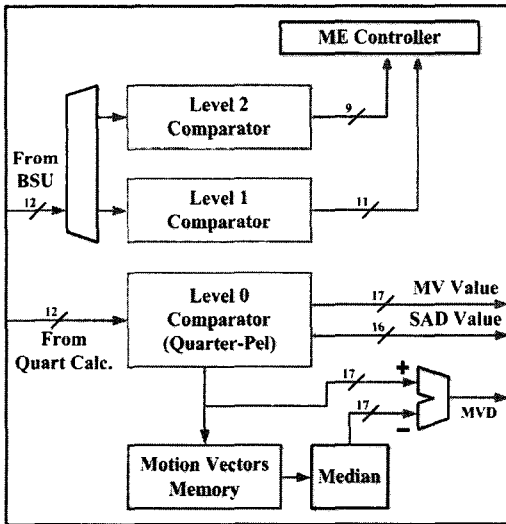 ME Controller
Level 2
Comparator
9
From
BSU
12
Level 1
Comparator
11
Level 0
Comparator
(Quarter-Pel)
12
From
Quart Calc.
17
MV Value
16
SAD Value
17
+
17
−
MVD
Motion Vectors
Memory
Median